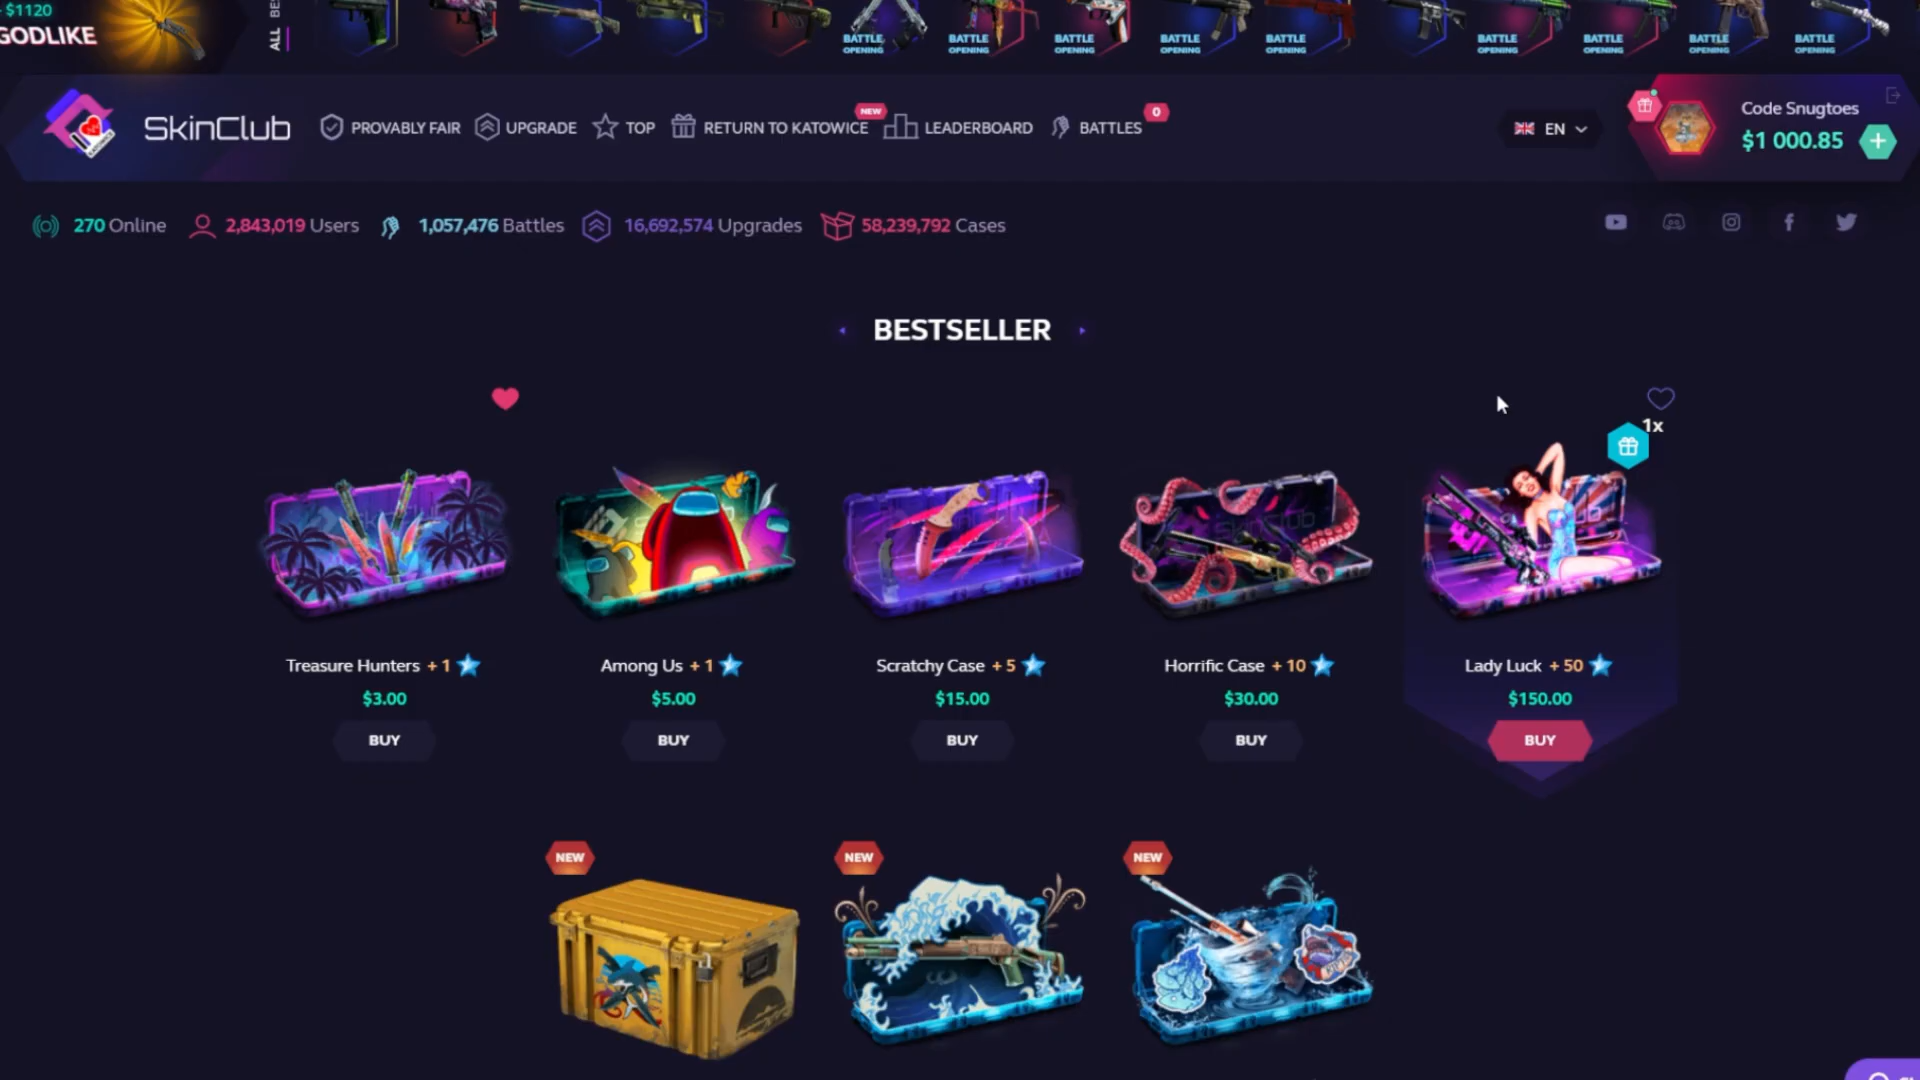 $1120
GODLIKE
ALL
BATTLE OPENING
BATTLE OPENING
BATTLE OPENING
BATTLE OPENING
BATTLE OPENING
BATTLE OPENING
BATTLE OPENING
BATTLE OPENING
BATTLE OPENING
SkinClub
PROVABLY FAIR
UPGRADE
TOP
RETURN TO KATOWICE
NEW
LEADERBOARD
BATTLES
0
EN
Code Snugtoes
$1 000.85
270 Online
2,843,019 Users
1,057,476 Battles
16,692,574 Upgrades
58,239,792 Cases
BESTSELLER
1x
Treasure Hunters + 1
$3.00
BUY
Among Us + 1
$5.00
BUY
Scratchy Case + 5
$15.00
BUY
Horrific Case + 10
$30.00
BUY
Lady Luck + 50
$150.00
BUY
NEW
NEW
NEW